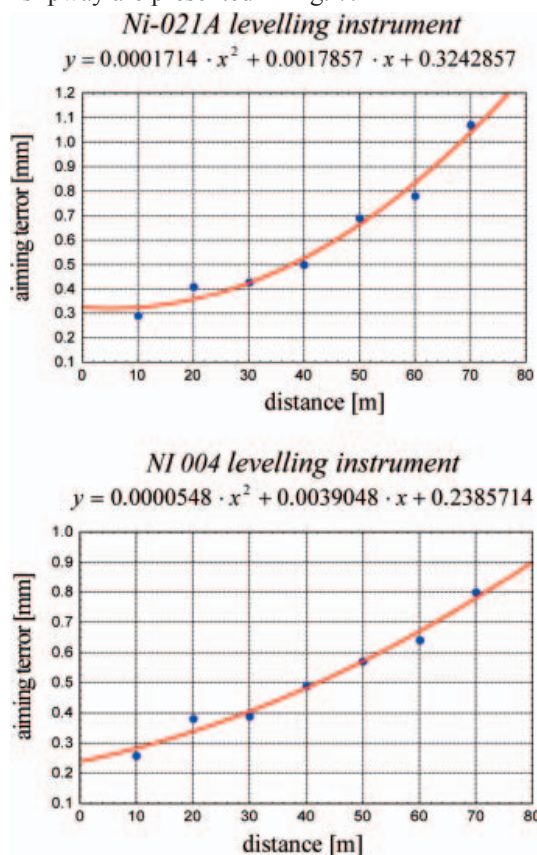 are presented in
Ni-021A levelling instrument
y = 0.0001714 · x² + 0.0017857 · x + 0.3242857
1.2
1.1
1.0
0.9
0.8
0.7
0.6
0.5
0.4
0.3
0.2
0.1
aiming terror [mm]
0 10 20 30 40 50 60 70 80
distance [m]
NI 004 levelling instrument
y = 0.0000548 · x² + 0.0039048 · x + 0.2385714
1.0
0.9
0.8
0.7
0.6
0.5
0.4
0.3
0.2
0.1
aiming terror [mm]
0 10 20 30 40 50 60 70 80
distance [m]